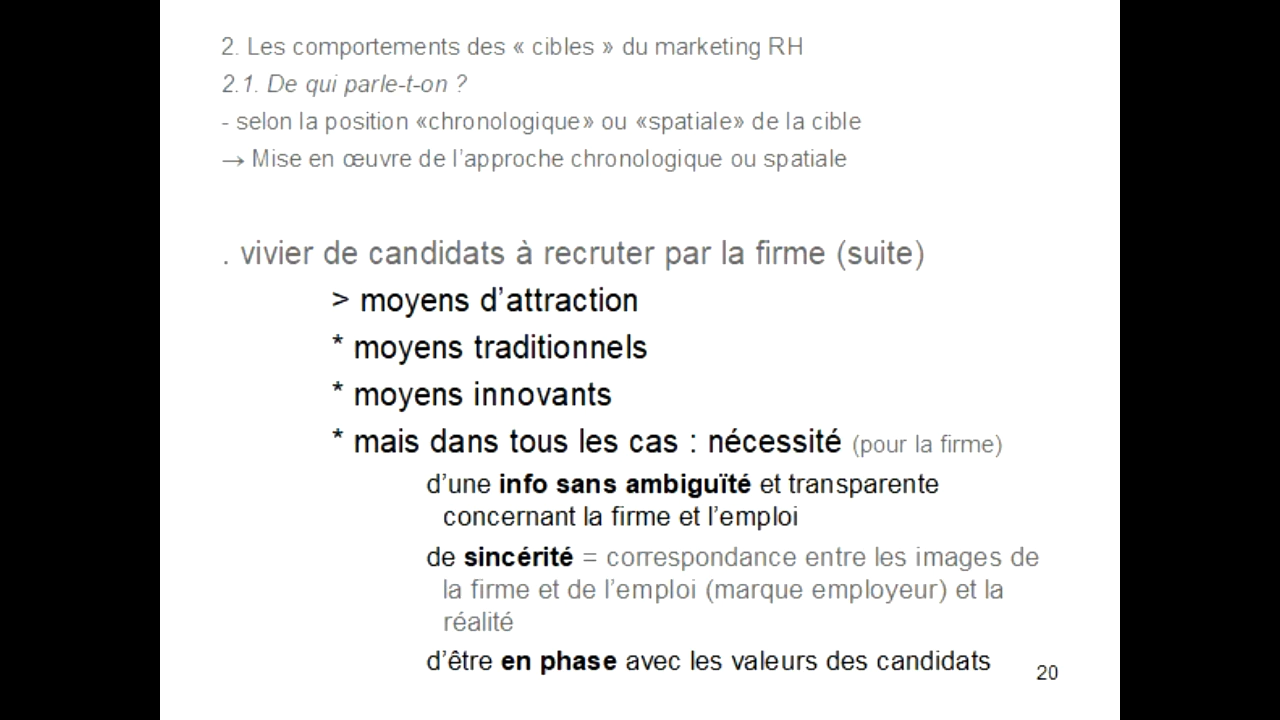 2. Les comportements des « cibles » du marketing RH
2.1. De qui parle-t-on ?
- selon la position «chronologique» ou «spatiale» de la cible
→ Mise en œuvre de l'approche chronologique ou spatiale
. vivier de candidats à recruter par la firme (suite)
> moyens d'attraction
* moyens traditionnels
* moyens innovants
* mais dans tous les cas : nécessité (pour la firme)
d'une info sans ambiguïté et transparente
concernant la firme et l'emploi
de sincérité = correspondance entre les images de
la firme et de l'emploi (marque employeur) et la
réalité
d'être en phase avec les valeurs des candidats
20